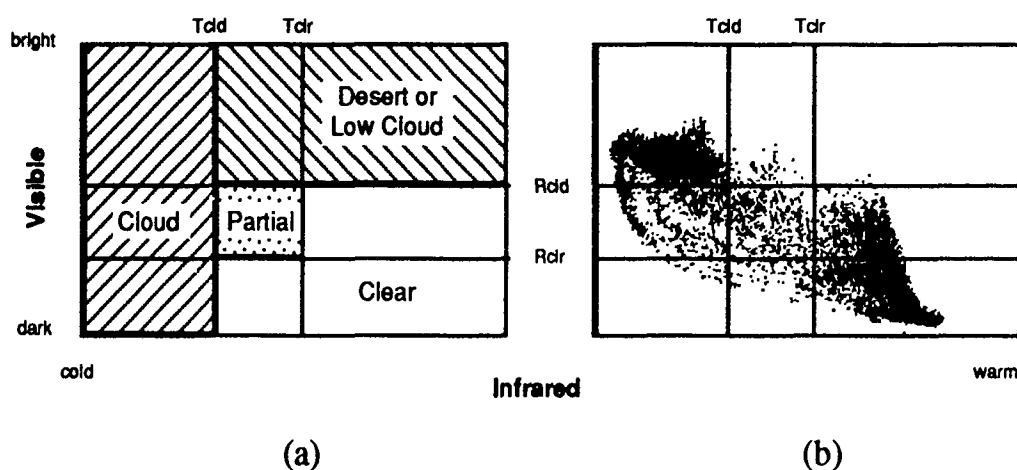 Tcld Tclr
bright
Desert or
Low Cloud
Visible
Cloud
Partial
Clear
dark
cold
(a)
Tcld Tclr
Rcld
Rclr
warm
Infrared
(b)